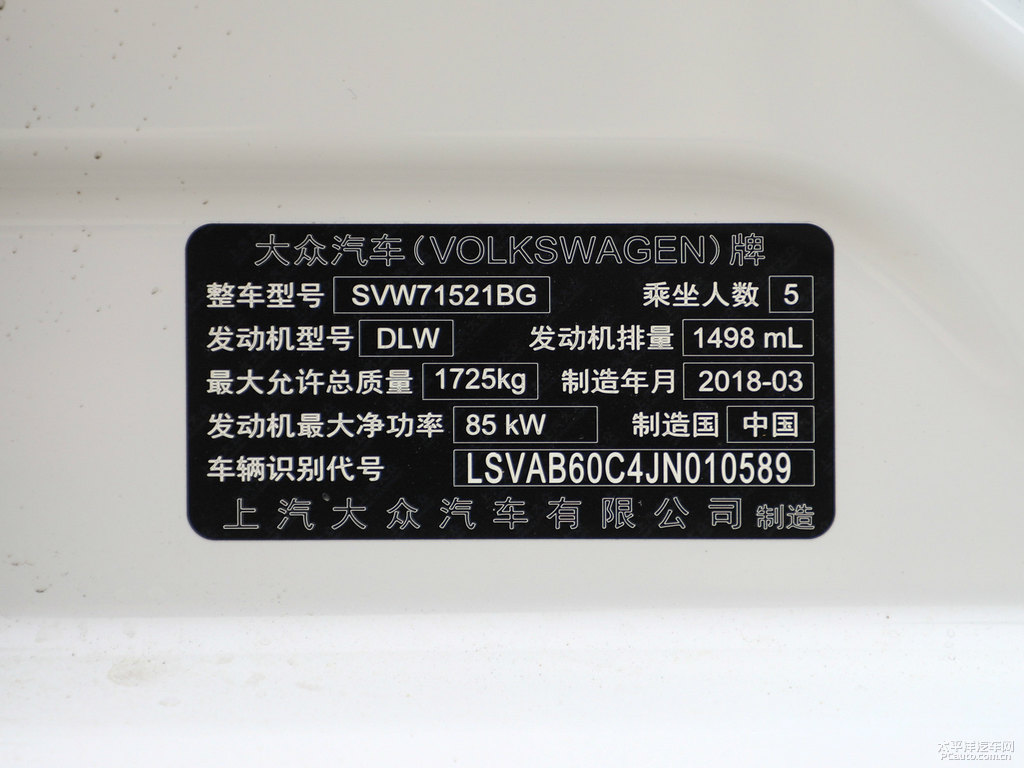 大众汽车(VOLKSWAGEN)牌
整车型号 SVW71521BG 乘坐人数 5
发动机型号 DLW 发动机排量 1498 mL
最大允许总质量 1725kg 制造年月 2018-03
发动机最大净功率 85 kW 制造国 中国
车辆识别代号 LSVAB60C4JN010589
上汽大众汽车有限公司 制造
太平洋汽车网
PCauto.com.cn